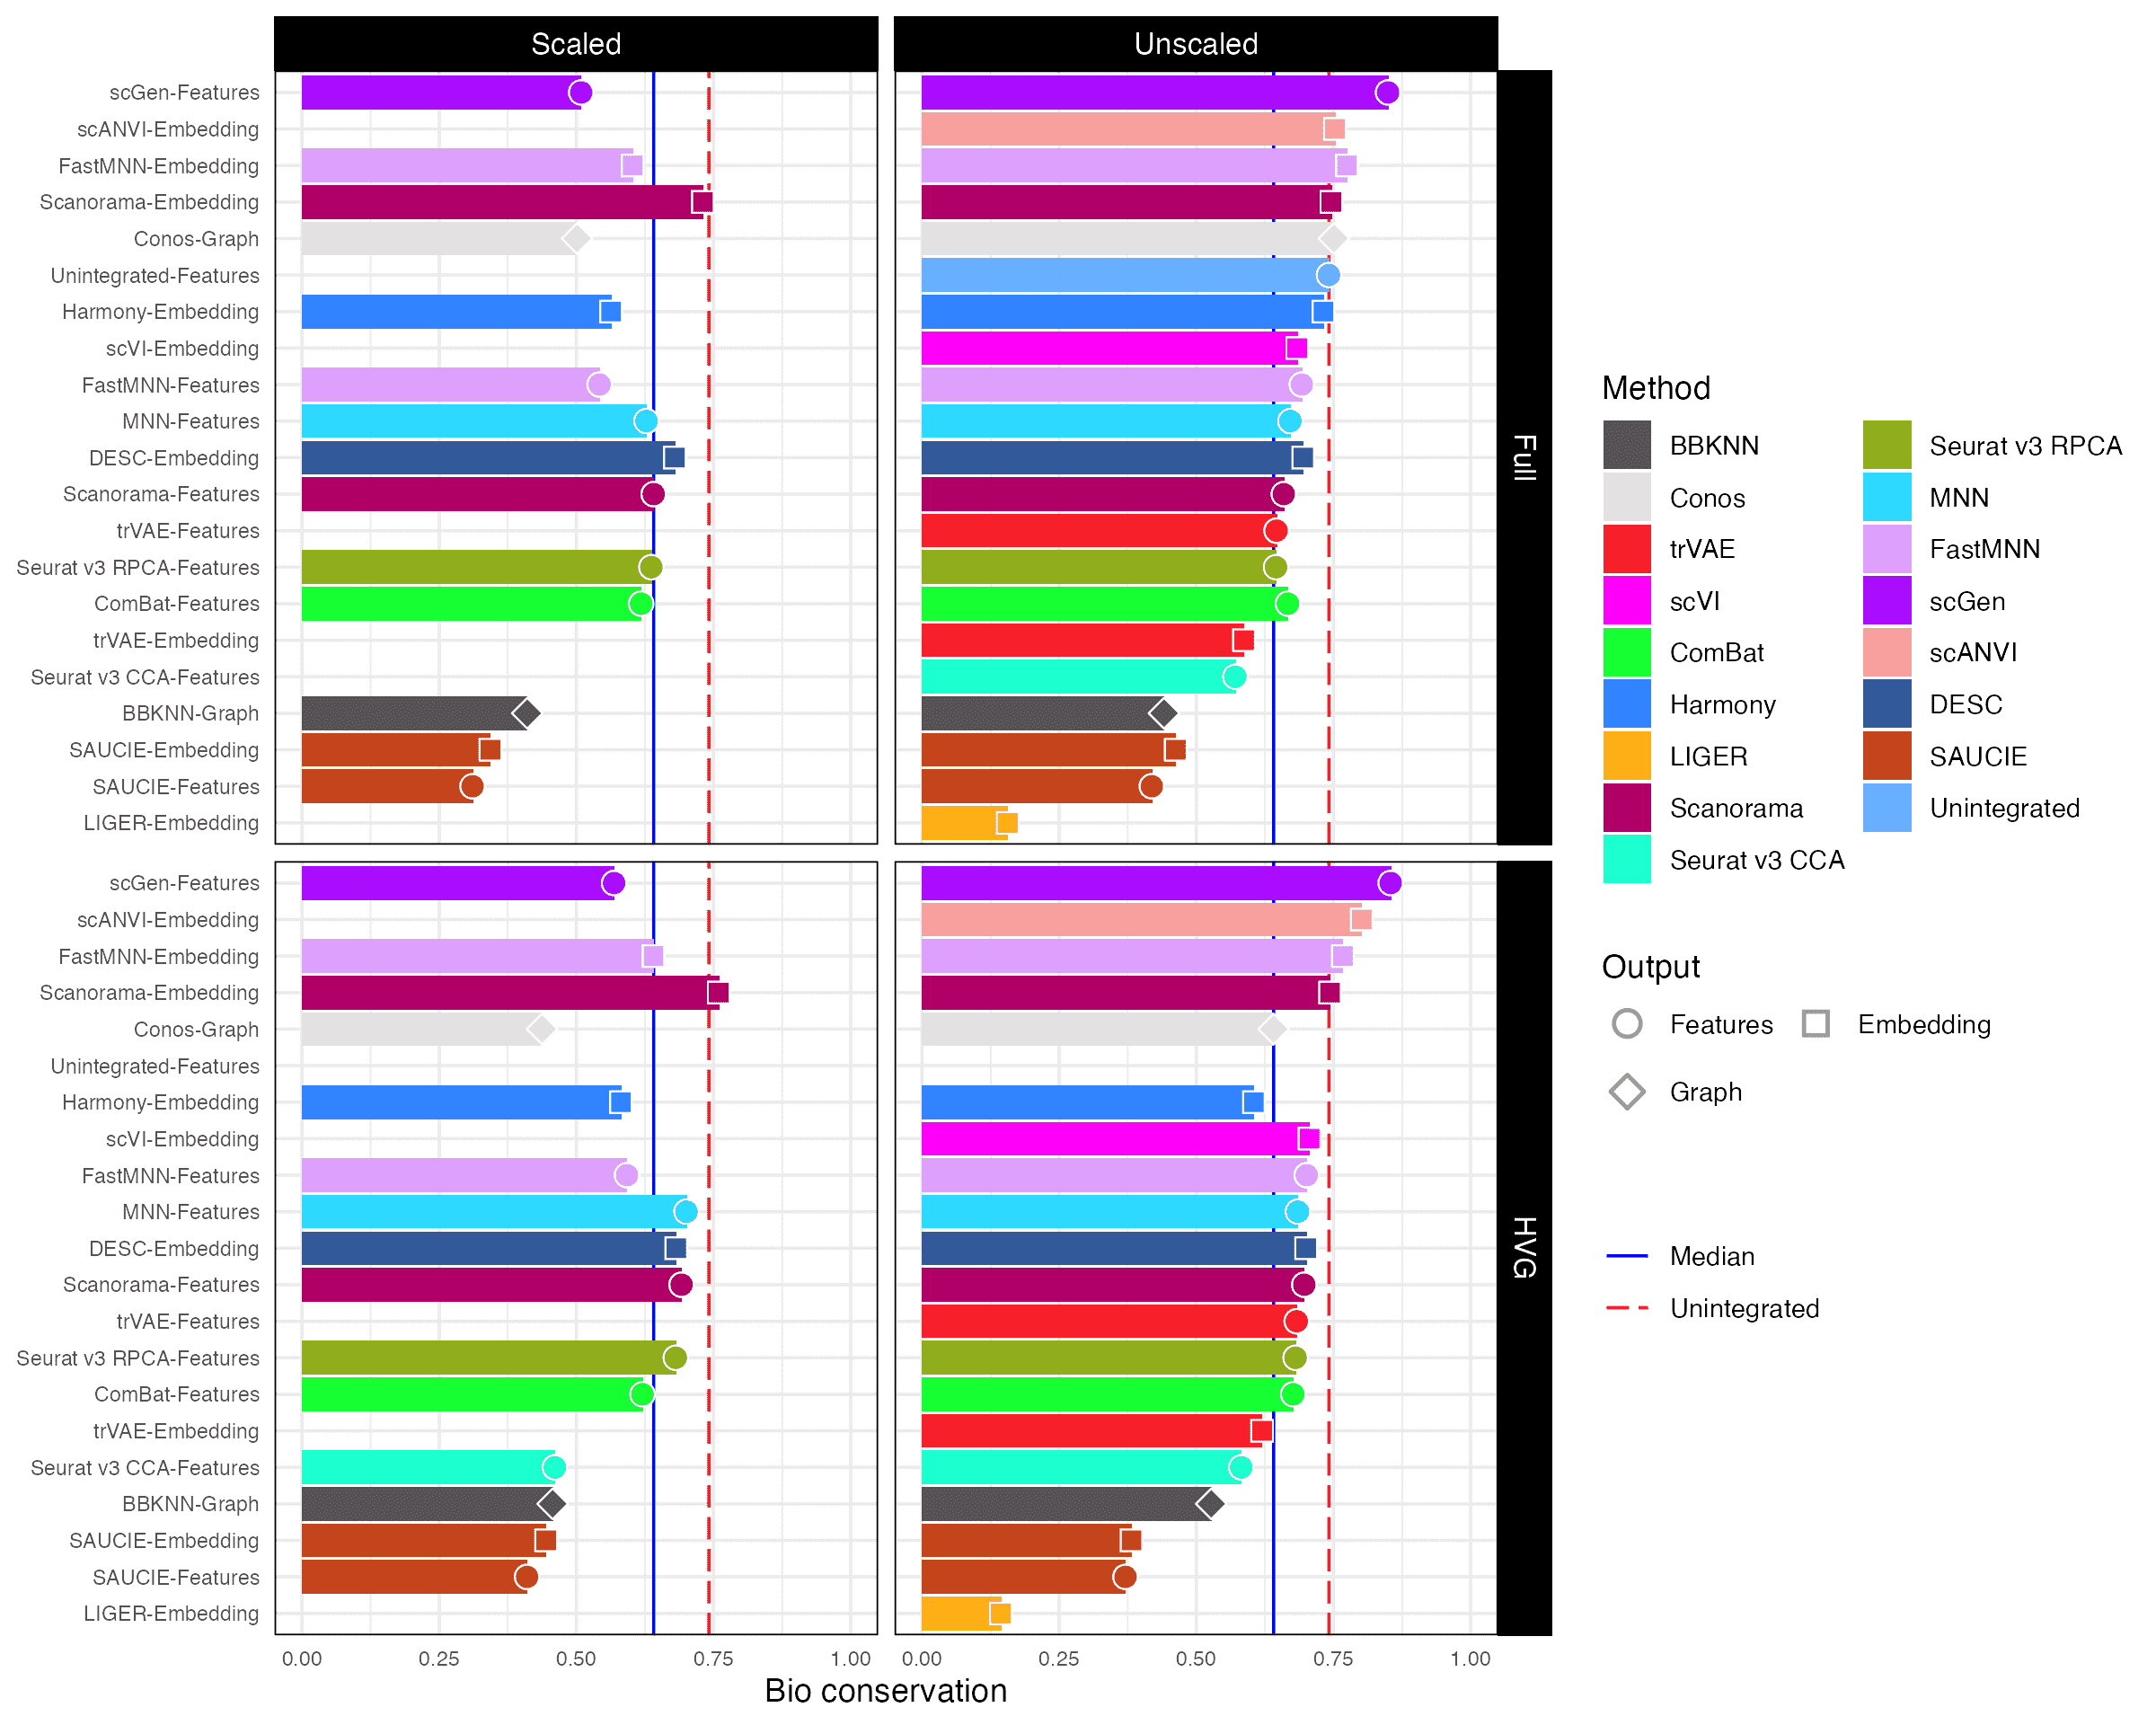 Scaled
Unscaled
scGen-Features
scANVI-Embedding
FastMNN-Embedding
Scanorama-Embedding
Conos-Graph
Unintegrated-Features
Harmony-Embedding
scVI-Embedding
FastMNN-Features
MNN-Features
DESC-Embedding
Scanorama-Features
trVAE-Features
Seurat v3 RPCA-Features
ComBat-Features
trVAE-Embedding
Seurat v3 CCA-Features
BBKNN-Graph
SAUCIE-Embedding
SAUCIE-Features
LIGER-Embedding
Full
scGen-Features
scANVI-Embedding
FastMNN-Embedding
Scanorama-Embedding
Conos-Graph
Unintegrated-Features
Harmony-Embedding
scVI-Embedding
FastMNN-Features
MNN-Features
DESC-Embedding
Scanorama-Features
trVAE-Features
Seurat v3 RPCA-Features
ComBat-Features
trVAE-Embedding
Seurat v3 CCA-Features
BBKNN-Graph
SAUCIE-Embedding
SAUCIE-Features
LIGER-Embedding
HVG
0.00 0.25 0.50 0.75 1.00 0.00 0.25 0.50 0.75 1.00
Bio conservation
Method
BBKNN
Conos
trVAE
scVI
ComBat
Harmony
LIGER
Scanorama
Seurat v3 CCA
Seurat v3 RPCA
MNN
FastMNN
scGen
scANVI
DESC
SAUCIE
Unintegrated
Output
Features Embedding
Graph
Median
Unintegrated